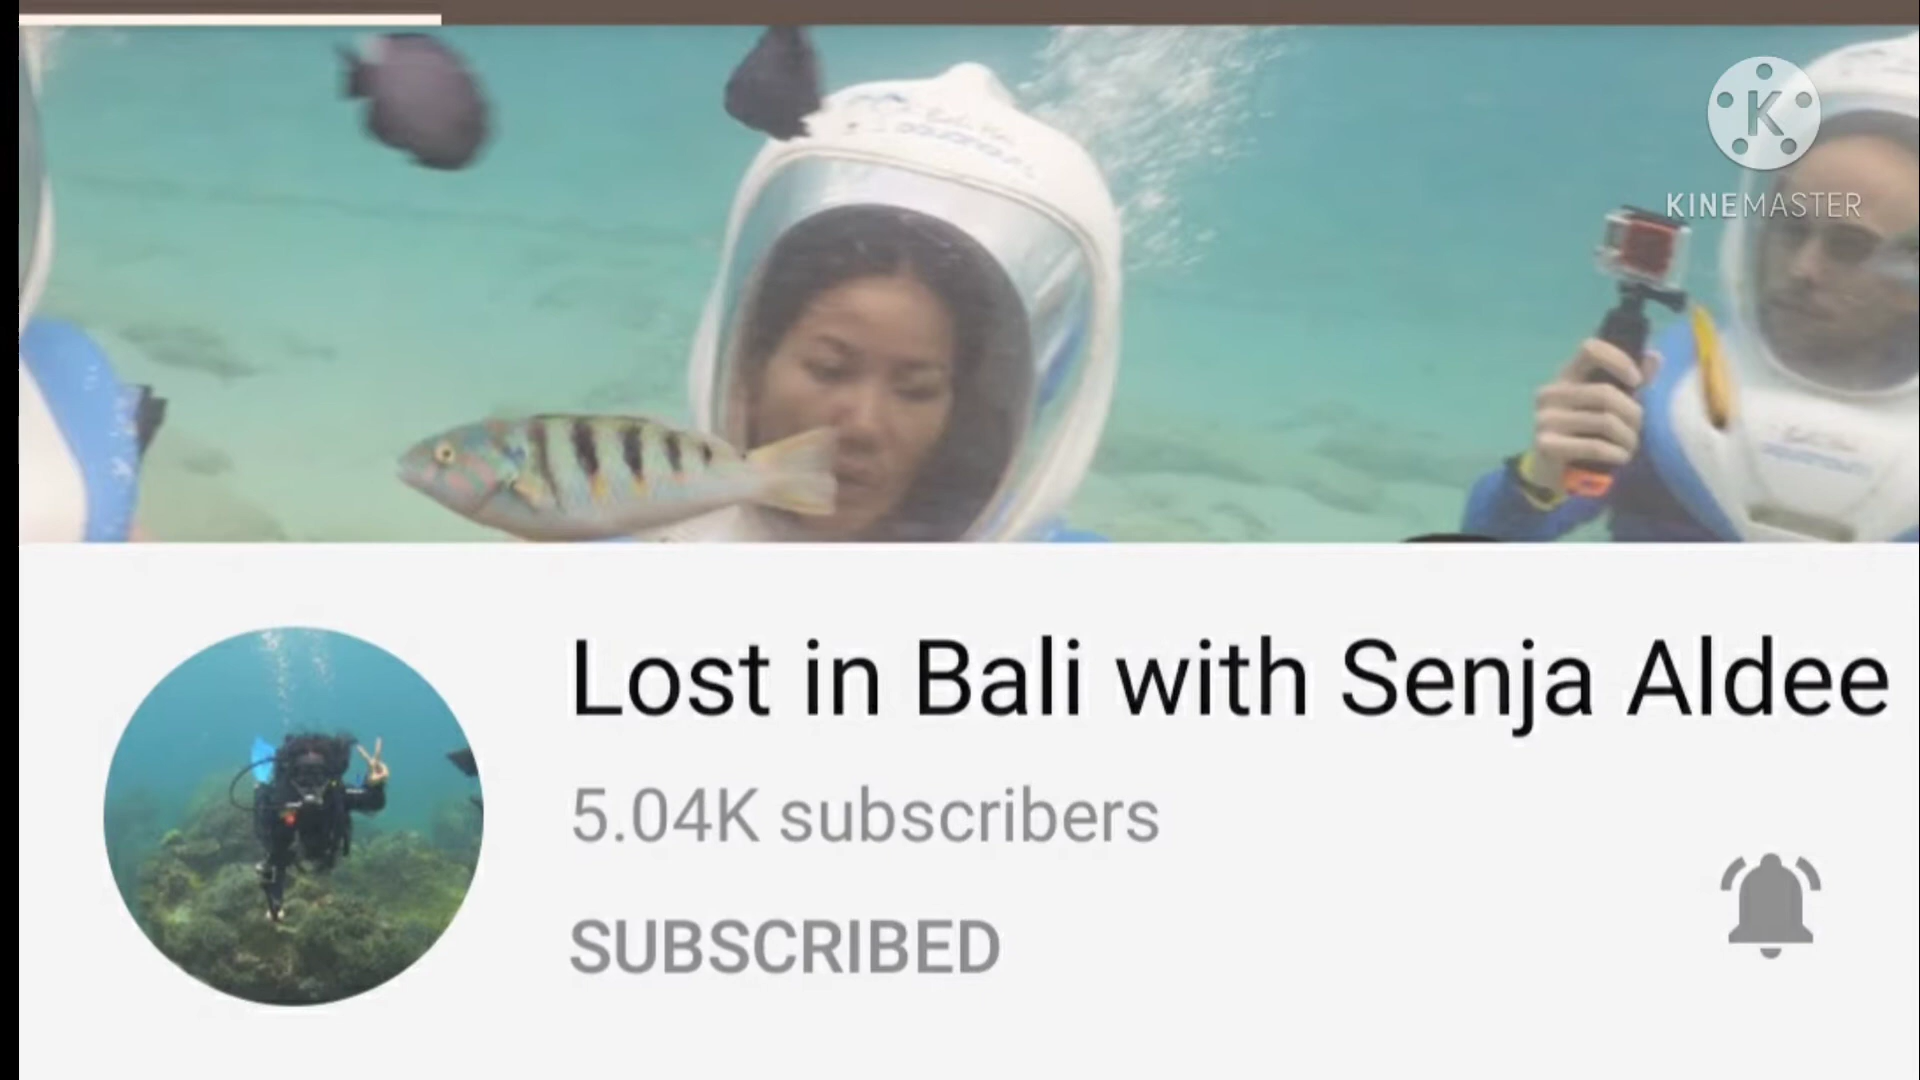 K
KINEMASTER
Lost in Bali with Senja Aldee
5.04K subscribers
SUBSCRIBED